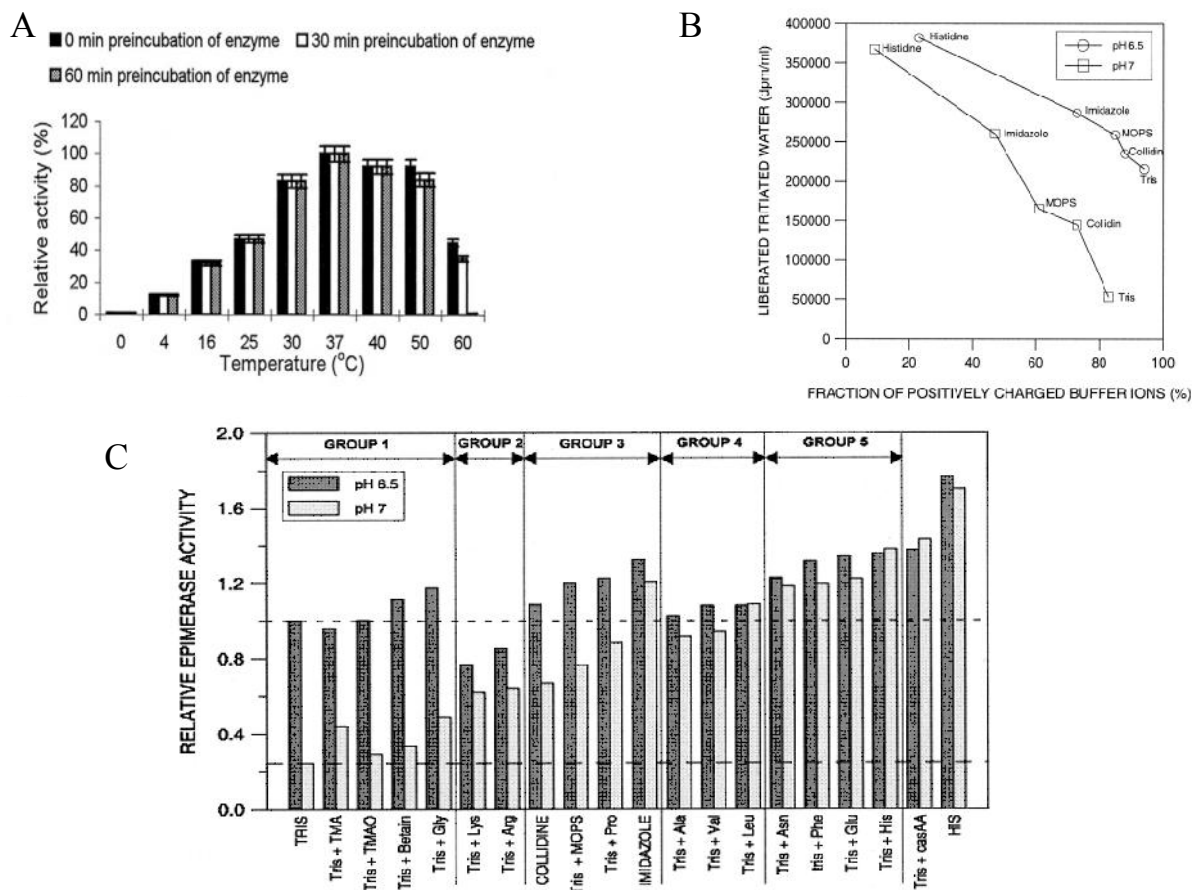 A
0 min preincubation of enzyme 30 min preincubation of enzyme
60 min preincubation of enzyme
Relative activity (%)
120
100
80
60
40
20
0
0 4 16 25 30 37 40 50 60
Temperature (°C)
B
LIBERATED TRITIATED WATER (dpm/ml)
400000
350000
300000
250000
200000
150000
100000
50000
0
pH 6.5
pH 7
Histidne
Histidne
Imidazole
MOPS
Collidin
Tris
Imidazolo
MOPS
Colidin
Tris
0 20 40 60 80 100
FRACTION OF POSITIVELY CHARGED BUFFER IONS (%)
C
RELATIVE EPIMERASE ACTIVITY
2.0
1.6
1.2
0.8
0.4
0.0
GROUP 1 GROUP 2 GROUP 3 GROUP 4 GROUP 5
pH 6.5
pH 7
TRIS
Tris + TMA
Tris + TMAO
Tris + Betain
Tris + Gly
Tris + Lys
Tris + Arg
COLLIDINE
Tris + MOPS
Tris + Pro
IMIDAZOLE
Tris + Ala
Tris + Val
Tris + Leu
Tris + Asn
tris + Phe
Tris + Glu
Tris + His
Tris + casAA
HIS